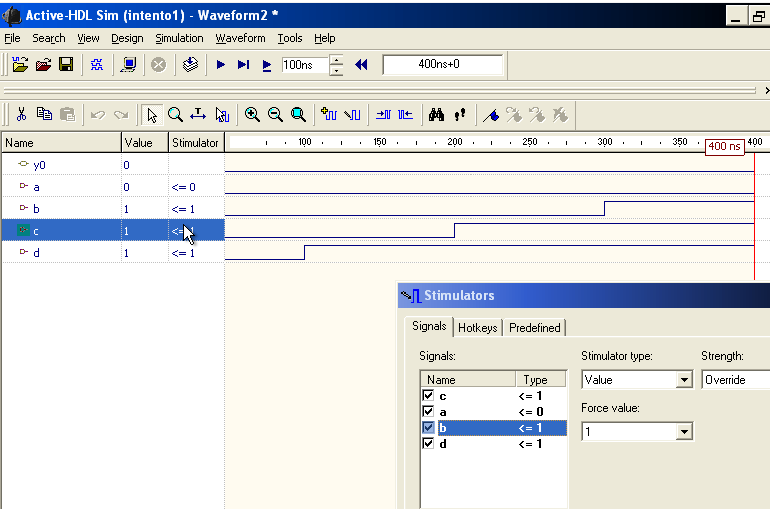 Active-HDL Sim (intento1) - Waveform2 *
File Search View Design Simulation Waveform Tools Help
100ns 400ns+0
Name Value Stimulator 100 200 300 350 400
400 ns
y0 0
a 0 <= 0
b 1 <= 1
c 1 <=
d 1 <= 1
Stimulators
Signals Hotkeys Predefined
Signals: Stimulator type: Strength:
Name Type Value Override
c <= 1
a <= 0 Force value:
b <= 1 1
d <= 1